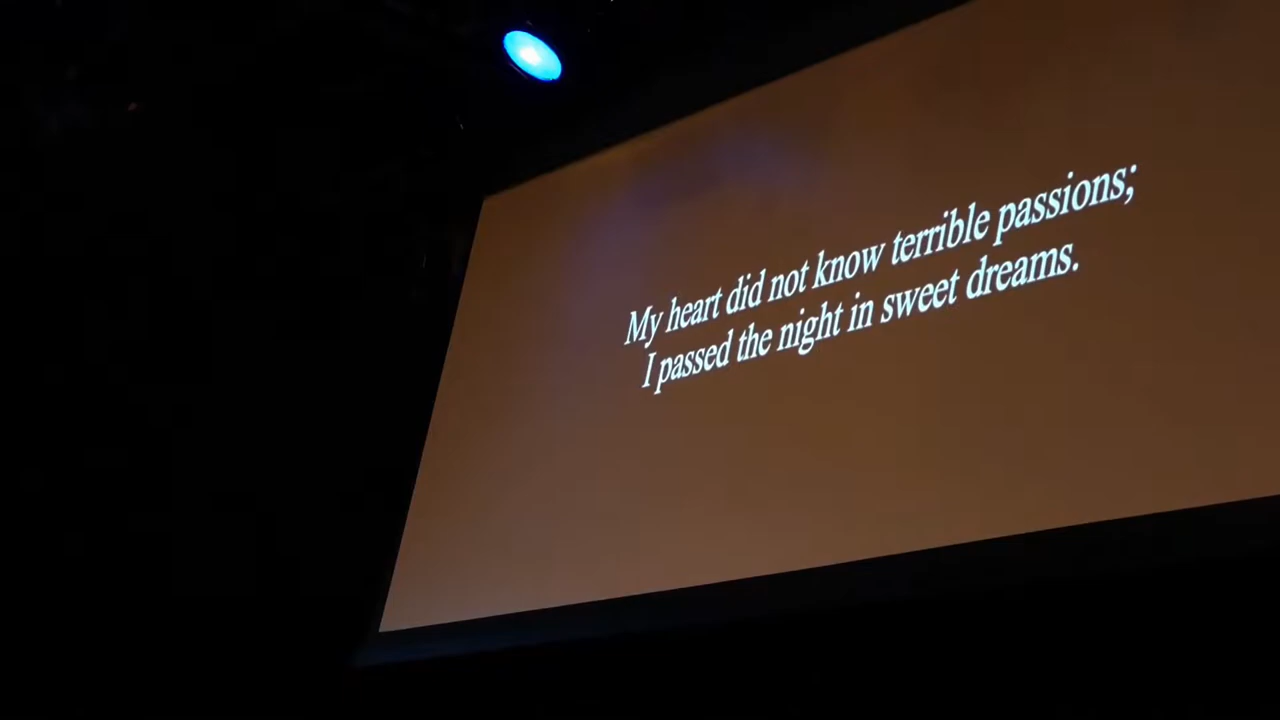 My heart did not know terrible passions;
I passed the night in sweet dreams.